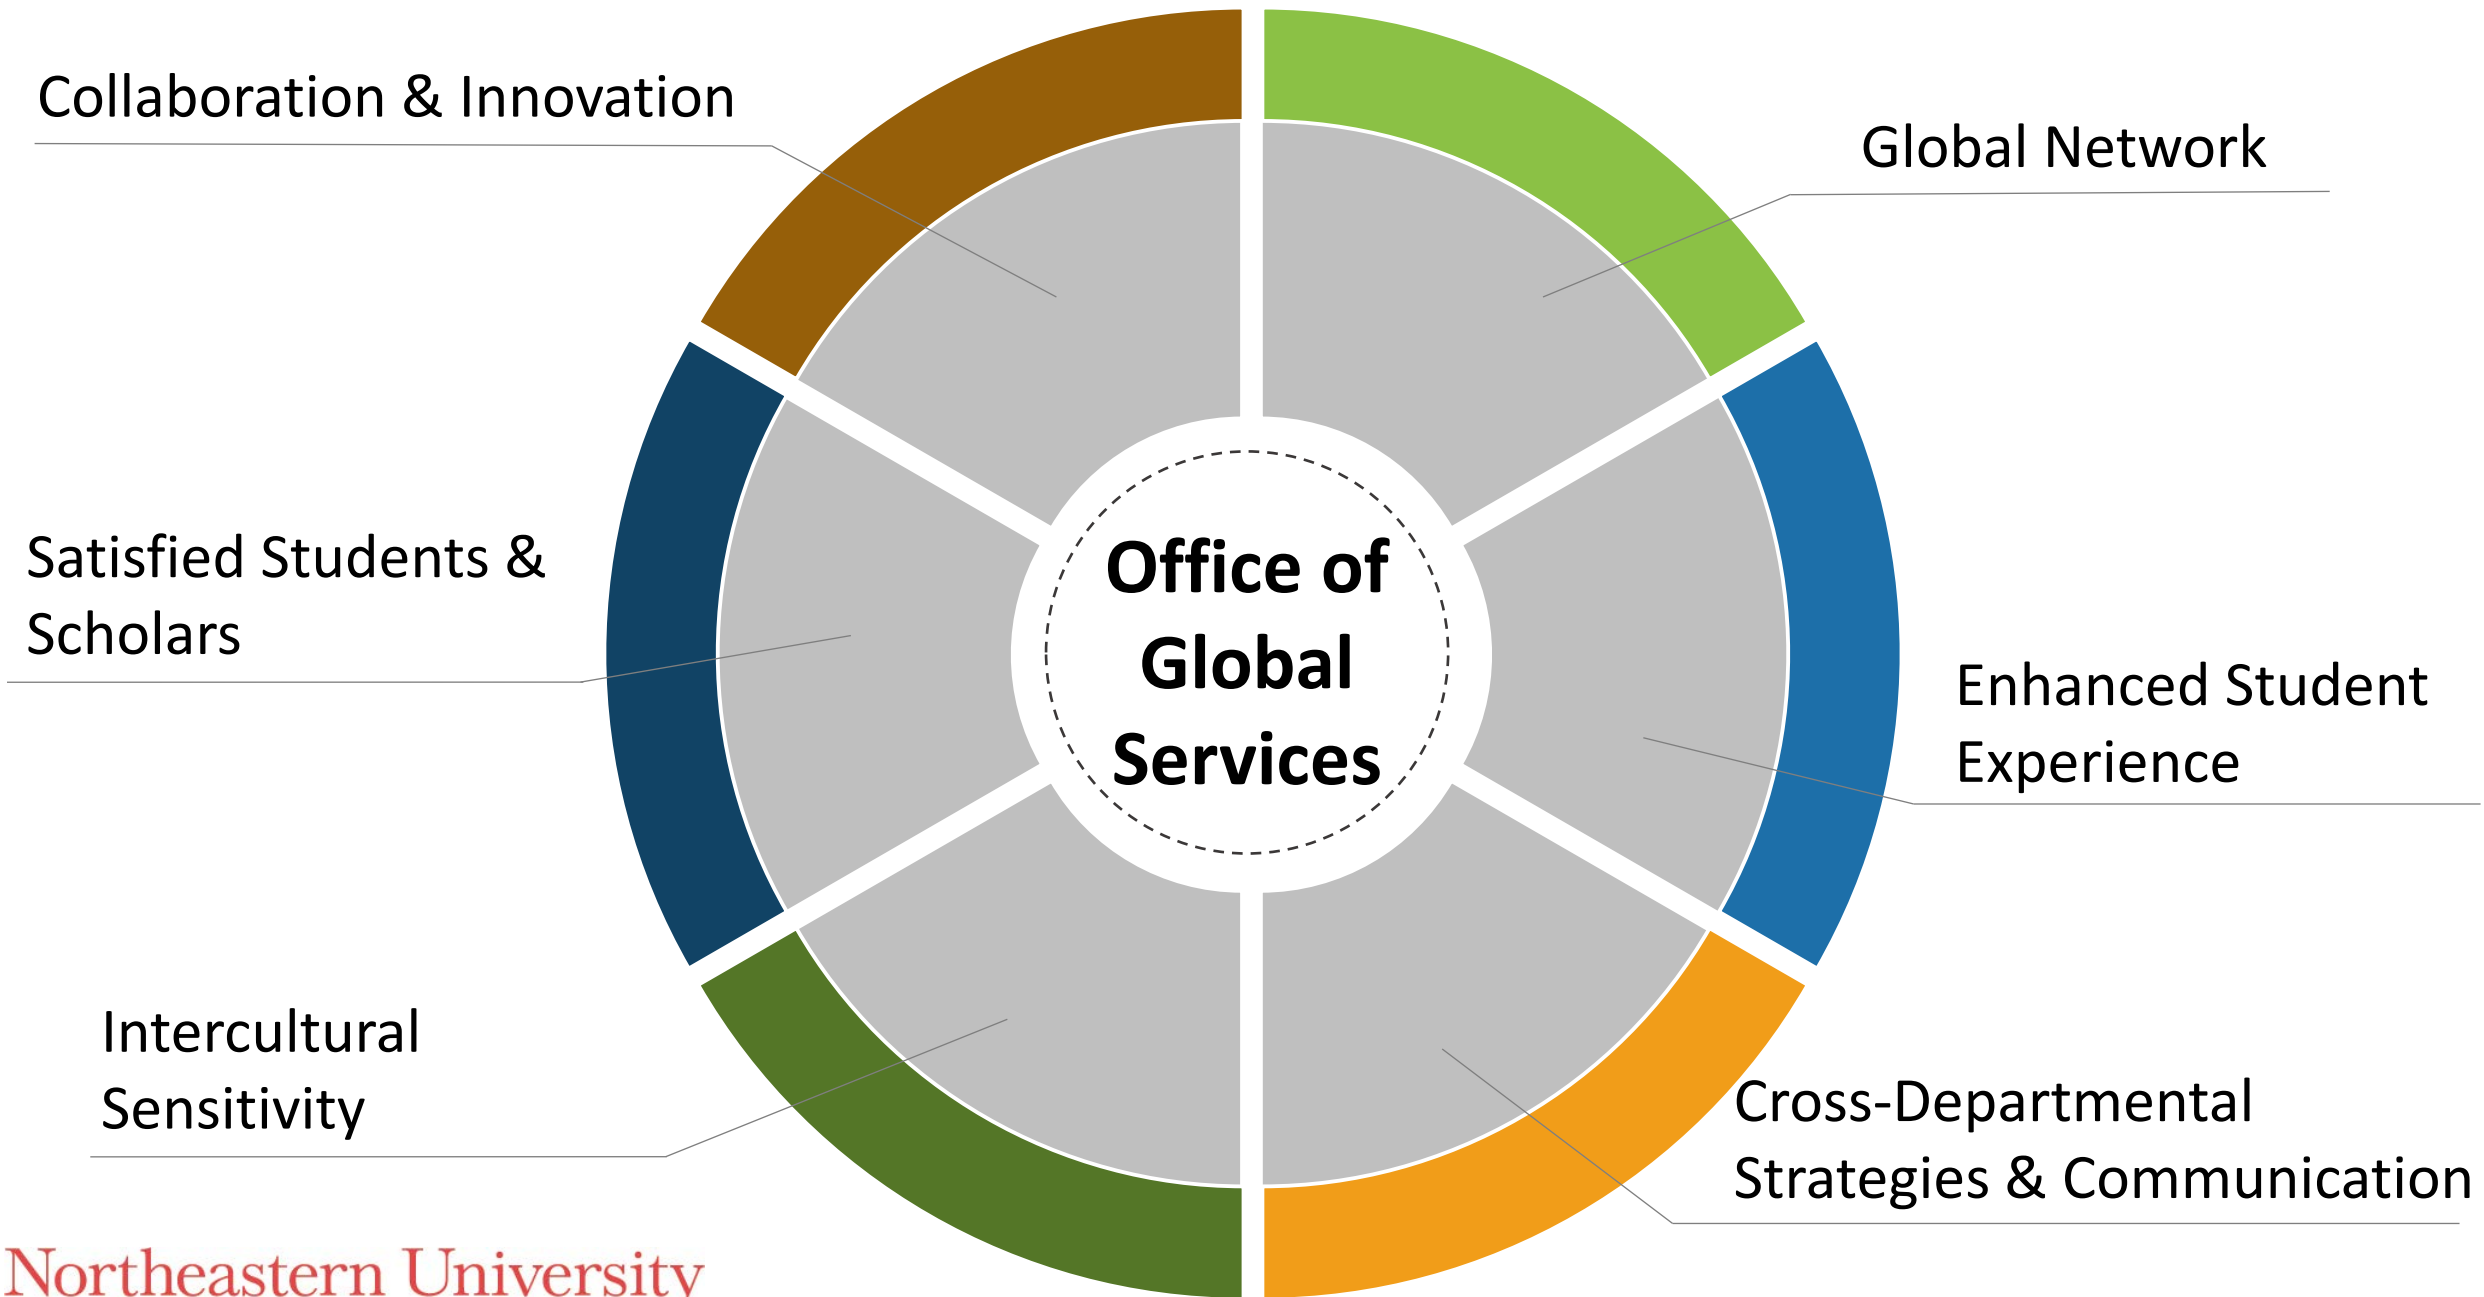 Collaboration & Innovation
Global Network
Satisfied Students &
Scholars
Office of
Global
Services
Enhanced Student
Experience
Intercultural
Sensitivity
Cross-Departmental
Strategies & Communication
Northeastern University